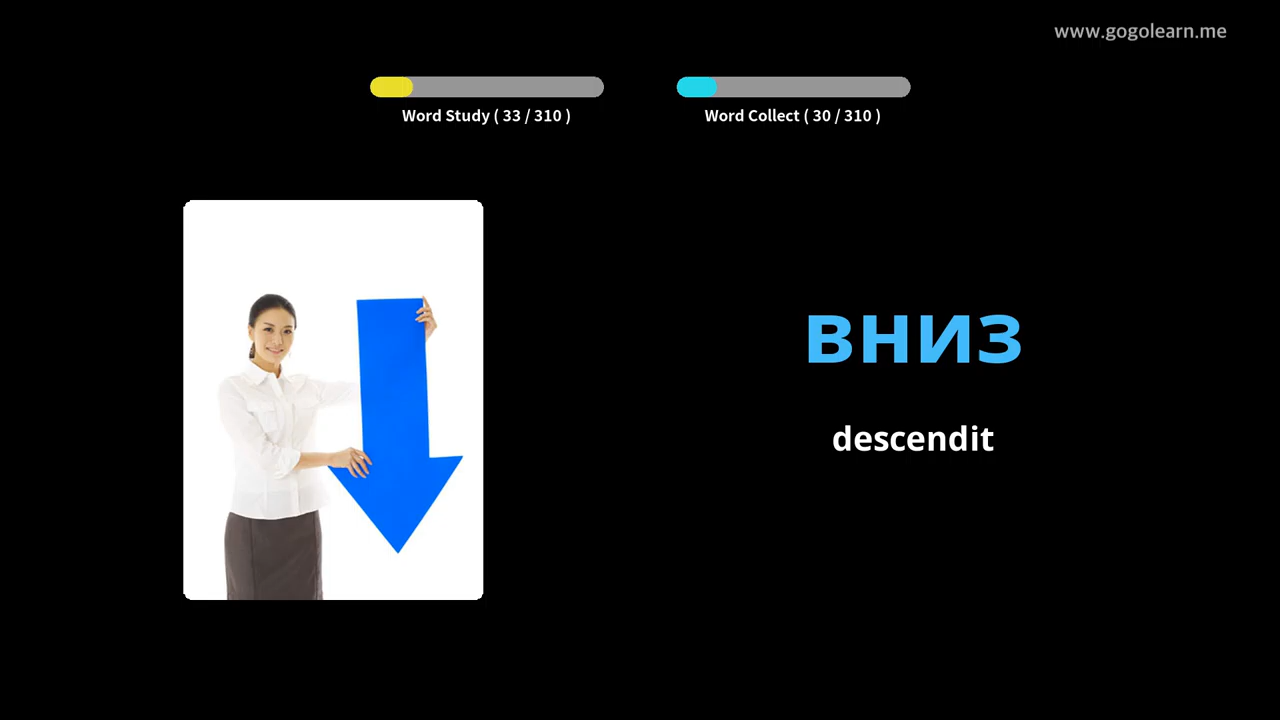 www.gogolearn.me
Word Study ( 33 / 310 )
Word Collect ( 30 / 310 )
вниз
descendit